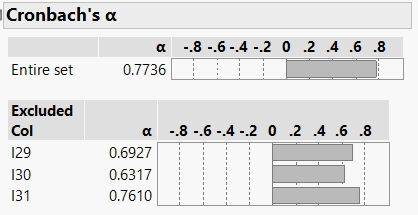 Cronbach's α
α -.8 -.6 -.4 -.2 0 .2 .4 .6 .8
Entire set 0.7736
Excluded
Col α -.8 -.6 -.4 -.2 0 .2 .4 .6 .8
I29 0.6927
I30 0.6317
I31 0.7610